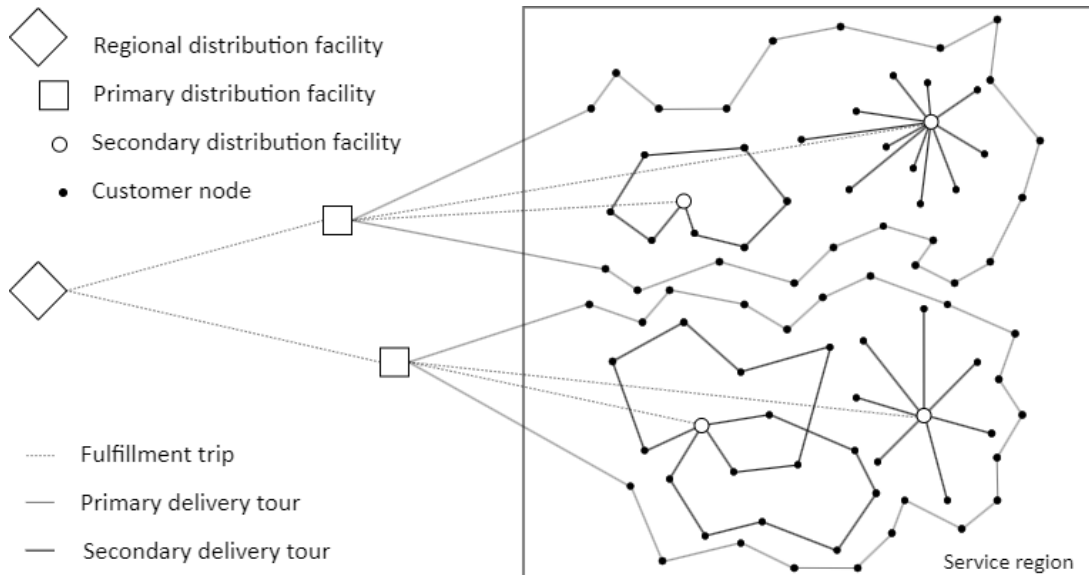 Regional distribution facility
Primary distribution facility
Secondary distribution facility
Customer node
Fulfillment trip
Primary delivery tour
Secondary delivery tour
Service region